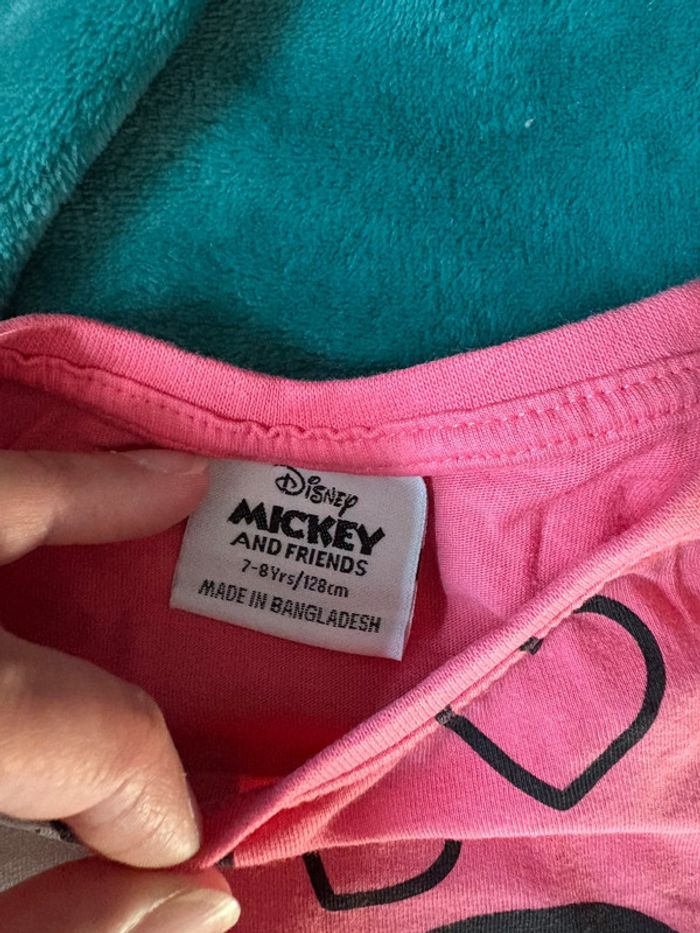 Disney
MICKEY
AND FRIENDS
7-8Yrs/128cm
MADE IN BANGLADESH